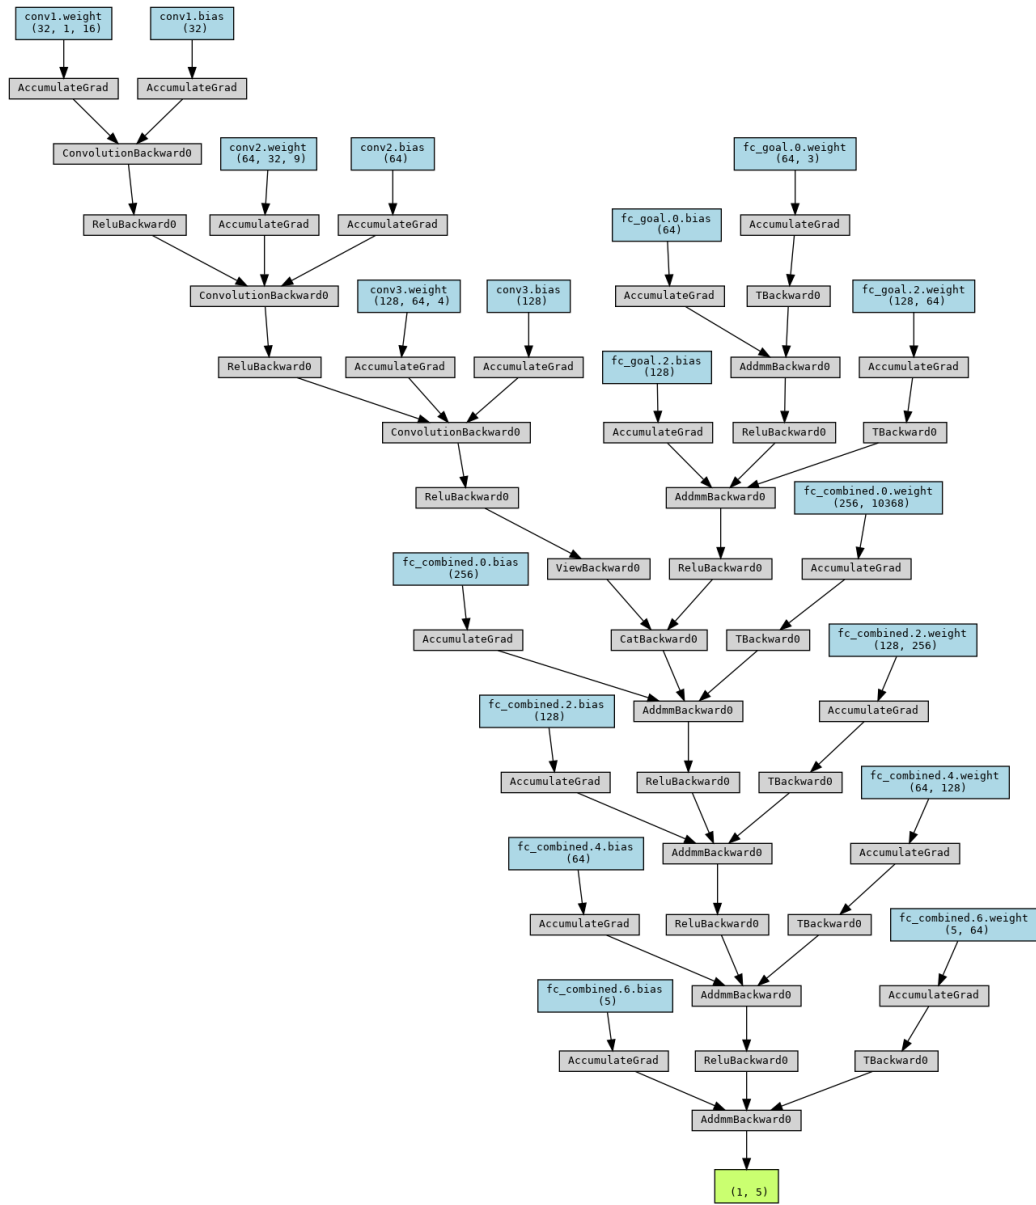 conv1.weight
(32, 1, 16)
conv1.bias
(32)
AccumulateGrad
AccumulateGrad
ConvolutionBackward0
conv2.weight
(64, 32, 9)
conv2.bias
(64)
fc_goal.0.weight
(64, 3)
ReluBackward0
AccumulateGrad
AccumulateGrad
fc_goal.0.bias
(64)
AccumulateGrad
ConvolutionBackward0
conv3.weight
(128, 64, 4)
conv3.bias
(128)
AccumulateGrad
TBackward0
fc_goal.2.weight
(128, 64)
ReluBackward0
AccumulateGrad
AccumulateGrad
fc_goal.2.bias
(128)
AddmmBackward0
AccumulateGrad
ConvolutionBackward0
AccumulateGrad
ReluBackward0
TBackward0
ReluBackward0
AddmmBackward0
fc_combined.0.weight
(256, 10368)
fc_combined.0.bias
(256)
ViewBackward0
ReluBackward0
AccumulateGrad
AccumulateGrad
CatBackward0
TBackward0
fc_combined.2.weight
(128, 256)
fc_combined.2.bias
(128)
AddmmBackward0
AccumulateGrad
AccumulateGrad
ReluBackward0
TBackward0
fc_combined.4.weight
(64, 128)
fc_combined.4.bias
(64)
AddmmBackward0
AccumulateGrad
AccumulateGrad
ReluBackward0
TBackward0
fc_combined.6.weight
(5, 64)
fc_combined.6.bias
(5)
AddmmBackward0
AccumulateGrad
AccumulateGrad
ReluBackward0
TBackward0
AddmmBackward0
(1, 5)